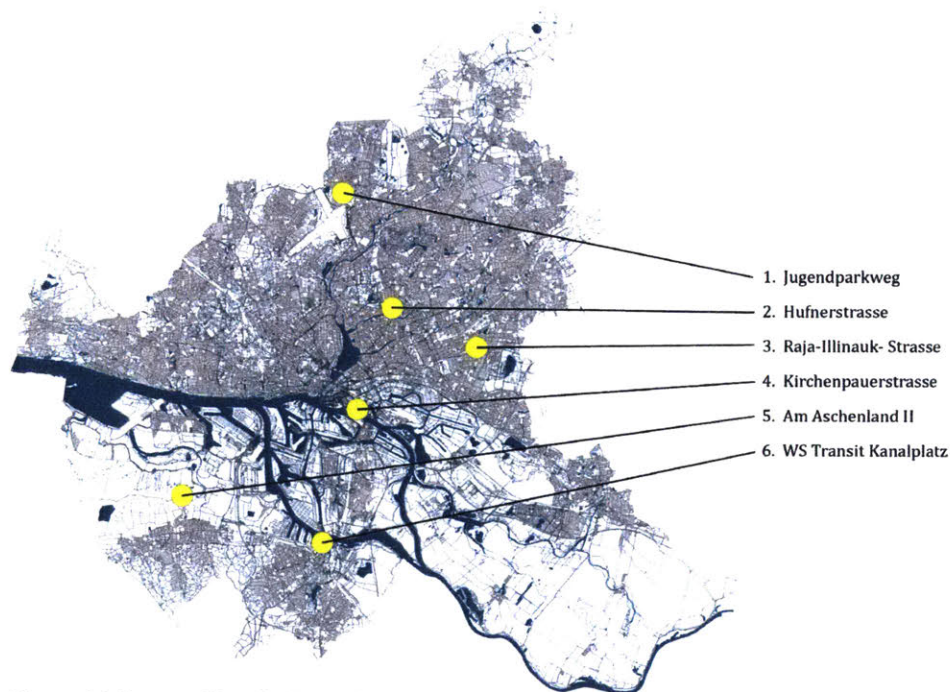 1. Jugendparkweg
2. Hufnerstrasse
3. Raja-Illinauk- Strasse
4. Kirchenpauerstrasse
5. Am Aschenland II
6. WS Transit Kanalplatz